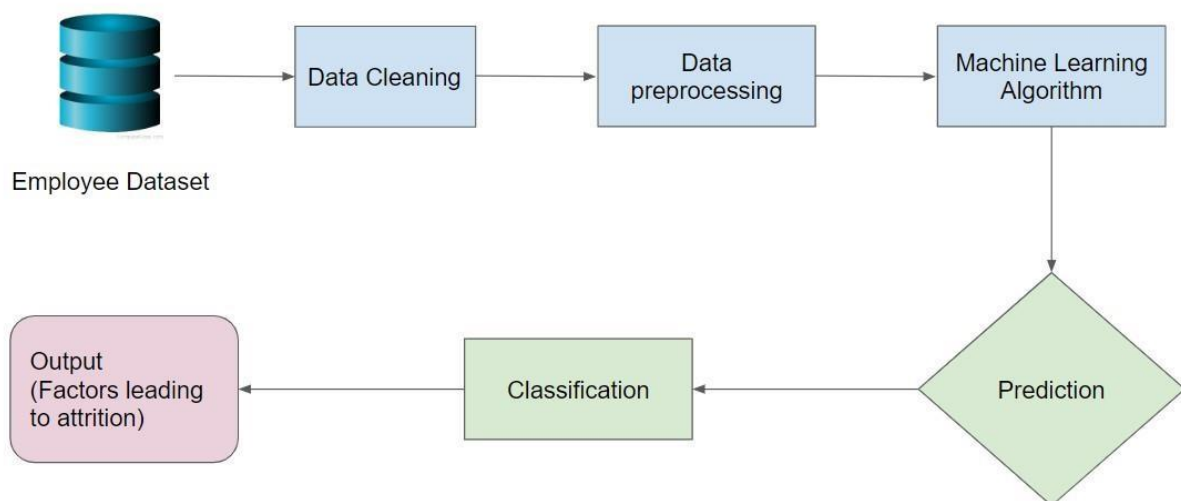 Data Cleaning
Data
preprocessing
Machine Learning
Algorithm
Employee Dataset
Prediction
Classification
Output
(Factors leading
to attrition)